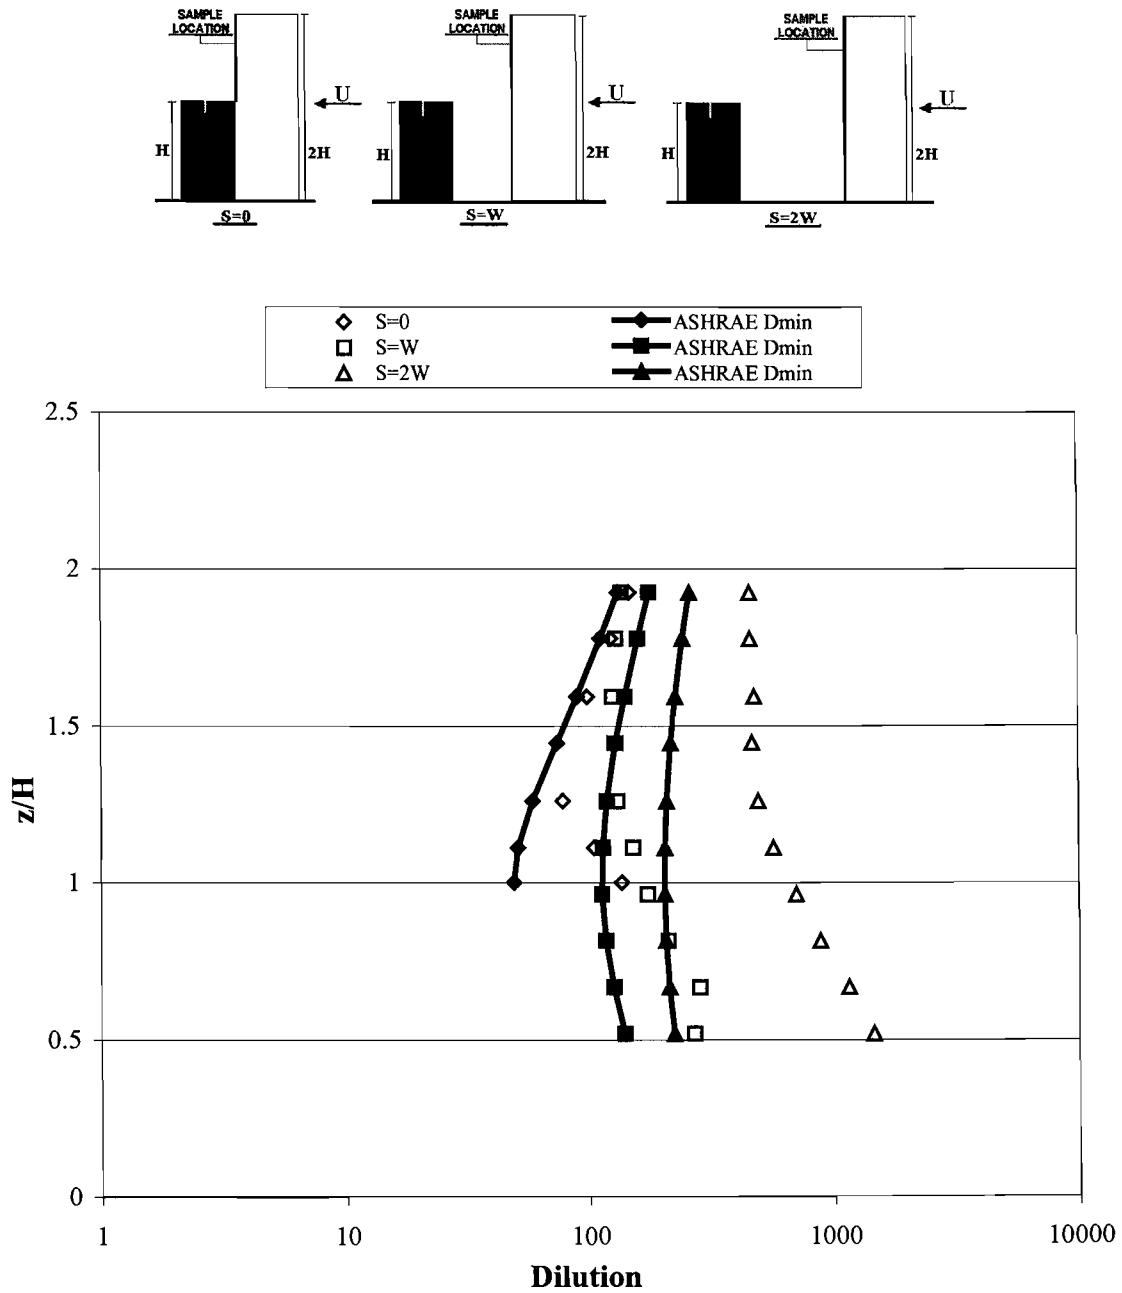 SAMPLE
LOCATION
U
H
2H
S=0
SAMPLE
LOCATION
U
H
2H
S=W
SAMPLE
LOCATION
U
H
2H
S=2W
S=0 ASHRAE Dmin
S=W ASHRAE Dmin
S=2W ASHRAE Dmin
2.5
2
1.5
z/H
1
0.5
0
1 10 100 1000 10000
Dilution